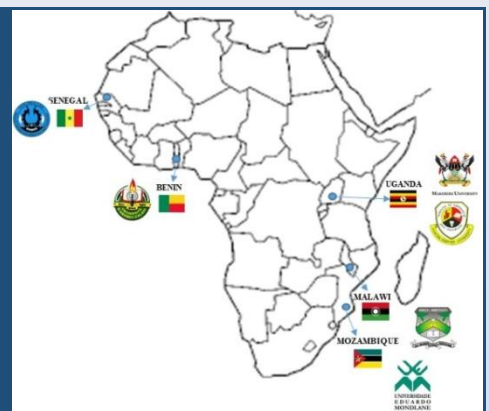 SENEGAL
BENIN
UGANDA
MAKERERE UNIVERSITY
MALAWI
MOZAMBIQUE
UNIVERSIDADE
EDUARDO
MONDLANE